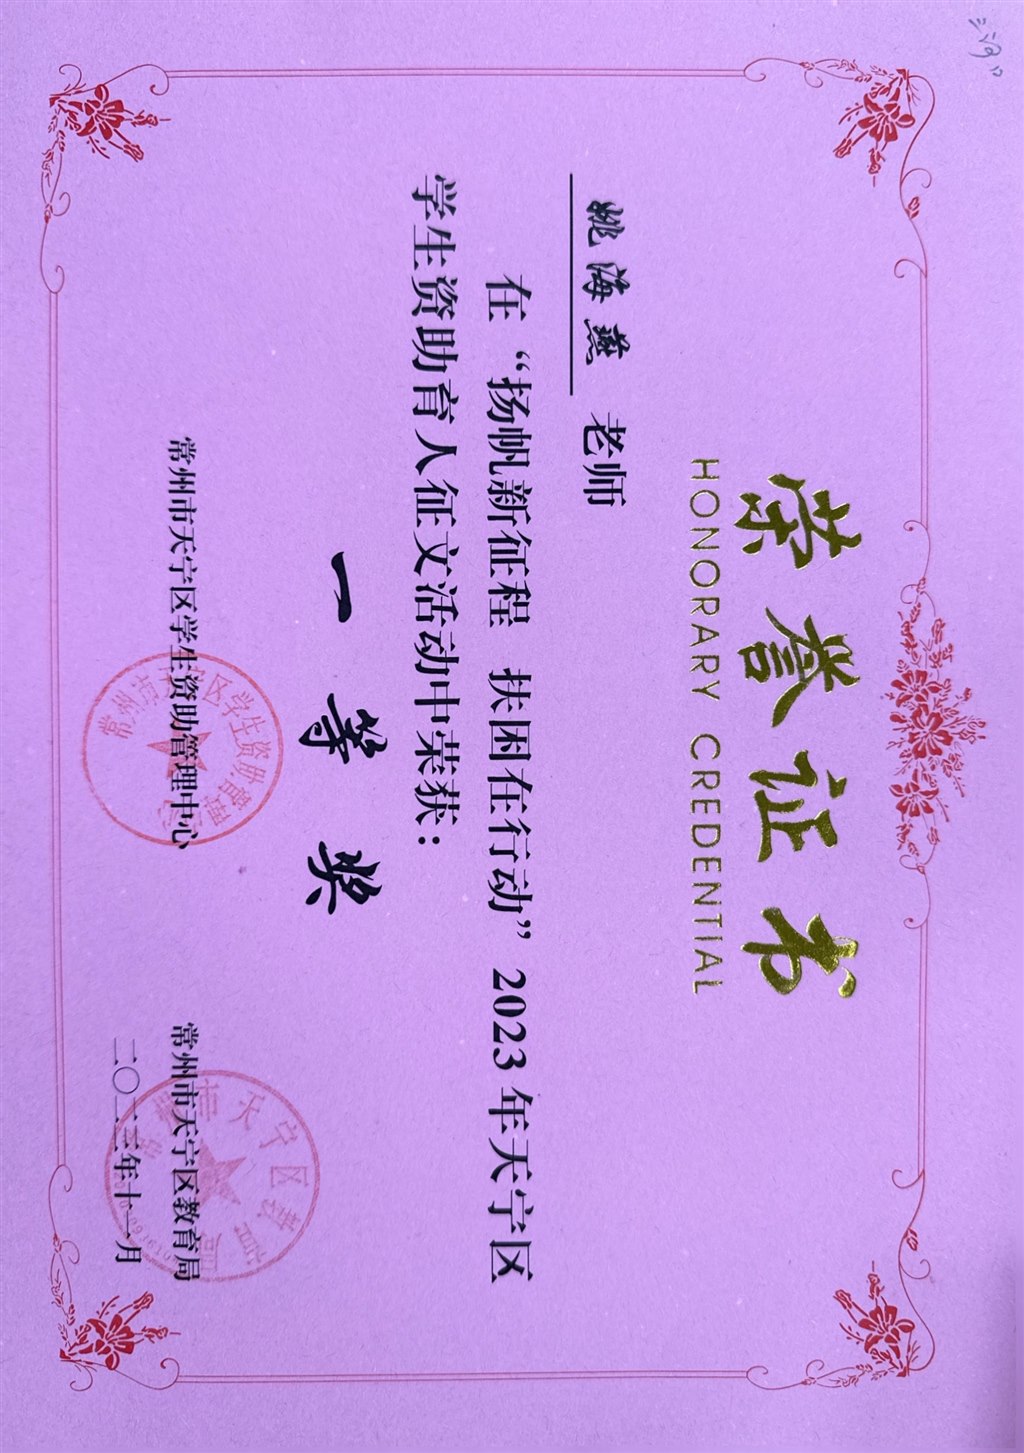 荣誉证书
HONORARY CREDENTIAL
姚海燕 老师
在“扬帆新征程 扶困在行动”2023年天宁区
学生资助育人征文活动中荣获：
一等奖
常州市天宁区学生资助管理中心 常州市天宁区教育局
二〇二三年十一月